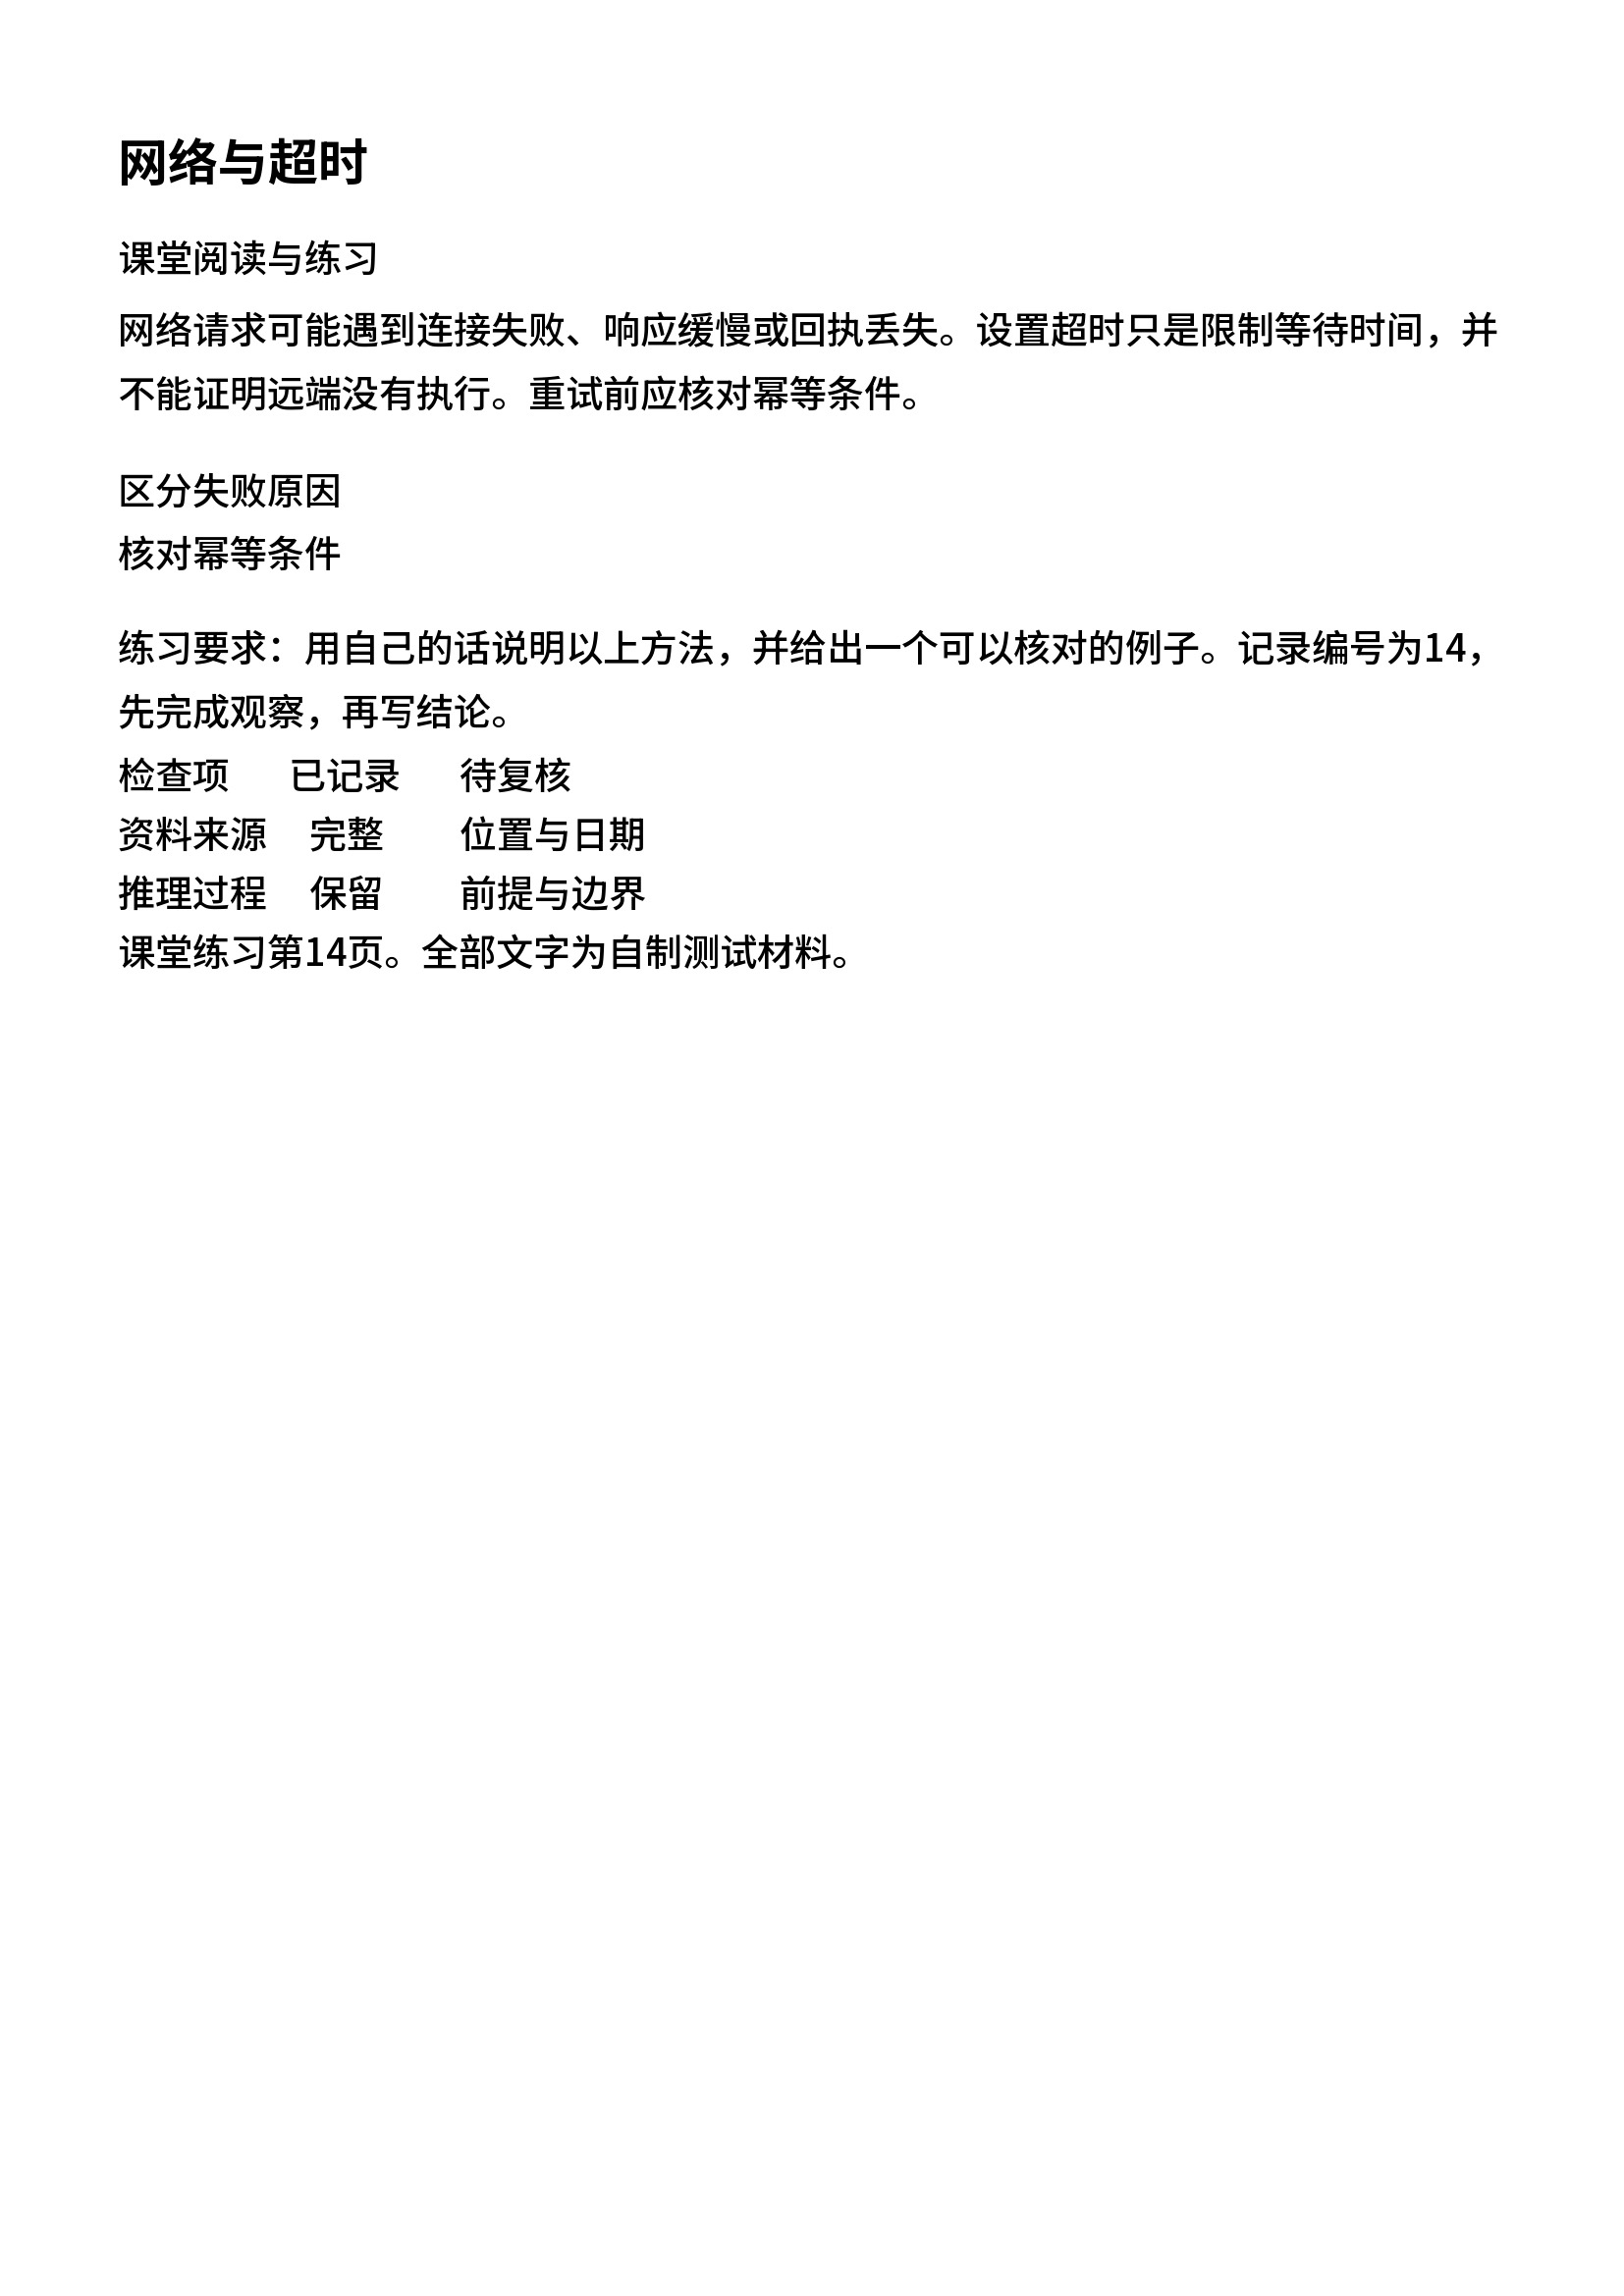 网络与超时
课堂阅读与练习
网络请求可能遇到连接失败、响应缓慢或回执丢失。设置超时只是限制等待时间，并
不能证明远端没有执行。重试前应核对幂等条件。
区分失败原因
核对幂等条件
练习要求：用自己的话说明以上方法，并给出一个可以核对的例子。记录编号为14，
先完成观察，再写结论。
检查项 已记录 待复核
资料来源 完整 位置与日期
推理过程 保留 前提与边界
课堂练习第14页。全部文字为自制测试材料。